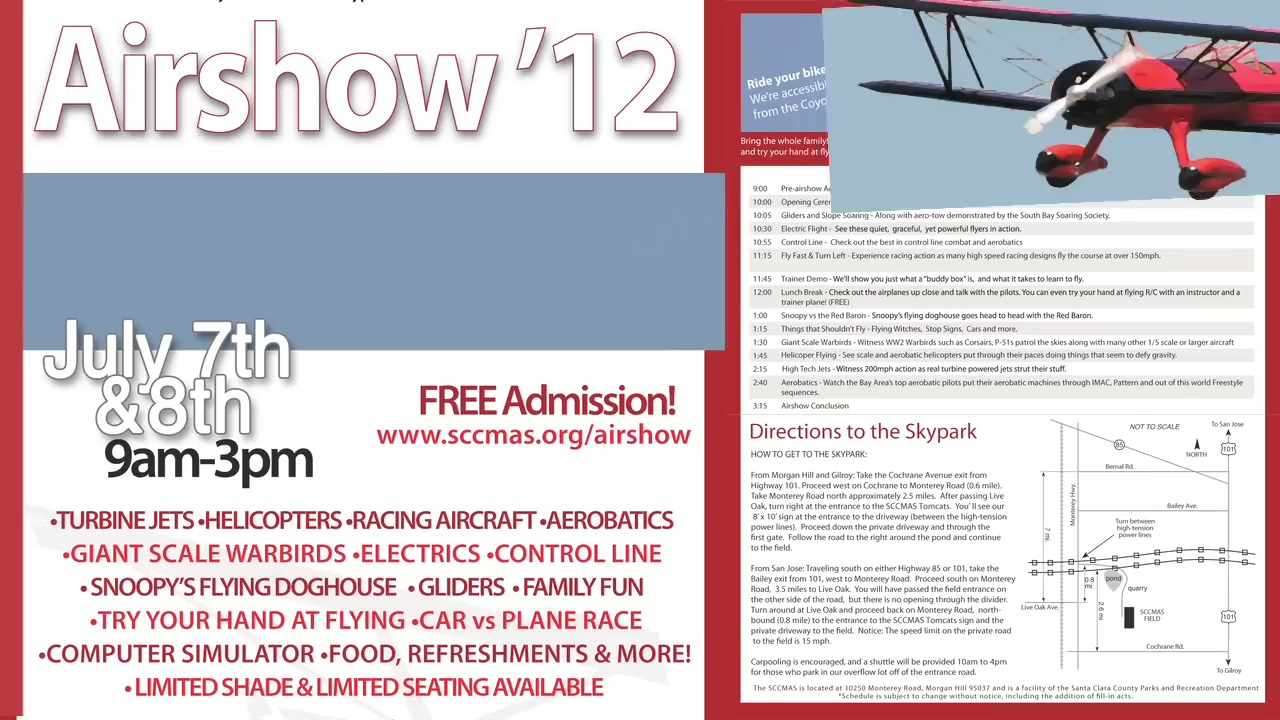 Airshow '12
July 7th
&8th
9am-3pm
FREE Admission!
www.sccmas.org/airshow
•TURBINE JETS •HELICOPTERS •RACING AIRCRAFT •AEROBATICS
•GIANT SCALE WARBIRDS •ELECTRICS •CONTROL LINE
• SNOOPY'S FLYING DOGHOUSE • GLIDERS • FAMILY FUN
•TRY YOUR HAND AT FLYING •CAR vs PLANE RACE
•COMPUTER SIMULATOR •FOOD, REFRESHMENTS & MORE!
• LIMITED SHADE & LIMITED SEATING AVAILABLE
Ride your bike
We're
from the
Bring the whole family!
and try your hand at
9:00 Pre-airshow
10:00 Opening
10:05 Gliders and Slope Soaring - Along with aero-tow demonstrated by the South Bay Soaring Society.
10:30 Electric Flight - See these quiet, graceful, yet powerful flyers in action.
10:55 Control Line - Check out the best in control line combat and aerobatics
11:15 Fly Fast & Turn Left - Experience racing action as many high speed racing designs fly the course at over 150mph.
11:45 Trainer Demo - We'll show you just what a "buddy box" is, and what it takes to learn to fly.
12:00 Lunch Break - Check out the airplanes up close and talk with the pilots. You can even try your hand at flying R/C with an instructor and a
trainer plane! (FREE)
1:00 Snoopy vs the Red Baron - Snoopy's flying doghouse goes head to head with the Red Baron.
1:15 Things that Shouldn't Fly - Flying Witches, Stop Signs, Cars and more.
1:30 Giant Scale Warbirds - Witness WW2 Warbirds such as Corsairs, P-51s patrol the skies along with many other 1/5 scale or larger aircraft
1:45 Helicoper Flying - See scale and aerobatic helicopters put through their paces doing things that seem to defy gravity.
2:15 High Tech Jets - Witness 200mph action as real turbine powered jets strut their stuff.
2:40 Aerobatics - Watch the Bay Area's top aerobatic pilots put their aerobatic machines through IMAC, Pattern and out of this world Freestyle
sequences.
3:15 Airshow Conclusion
Directions to the Skypark
HOW TO GET TO THE SKYPARK:
From Morgan Hill and Gilroy: Take the Cochrane Avenue exit from
Highway 101. Proceed west on Cochrane to Monterey Road (0.6 mile).
Take Monterey Road north approximately 2.5 miles. After passing Live
Oak, turn right at the entrance to the SCCMAS Tomcats. You'll see our
8' x 10' sign at the entrance to the driveway (between the high-tension
power lines). Proceed down the private driveway and through the
first gate. Follow the road to the right around the pond and continue
to the field.
From San Jose: Traveling south on either Highway 85 or 101, take the
Bailey exit from 101, west to Monterey Road. Proceed south on Monterey
Road, 3.5 miles to Live Oak. You will have passed the field entrance on
the other side of the road, but there is no opening through the divider.
Turn around at Live Oak and proceed back on Monterey Road, north-
bound (0.8 mile) to the entrance to the SCCMAS Tomcats sign and the
private driveway to the field. Notice: The speed limit on the private road
to the field is 15 mph.
Carpooling is encouraged, and a shuttle will be provided 10am to 4pm
for those who park in our overflow lot off of the entrance road.
NOT TO SCALE
To San Jose
85
NORTH
101
Bernal Rd.
Monterey Hwy.
Bailey Ave.
7 mi.
Turn between
high-tension
power lines
0.8
mi.
pond
quarry
Live Oak Ave.
2.6 mi.
SCCMAS
FIELD
101
Cochrane Rd.
To Gilroy
The SCCMAS is located at 10250 Monterey Road, Morgan Hill 95037 and is a facility of the Santa Clara County Parks and Recreation Department
*Schedule is subject to change without notice, including the addition of fill-in acts.